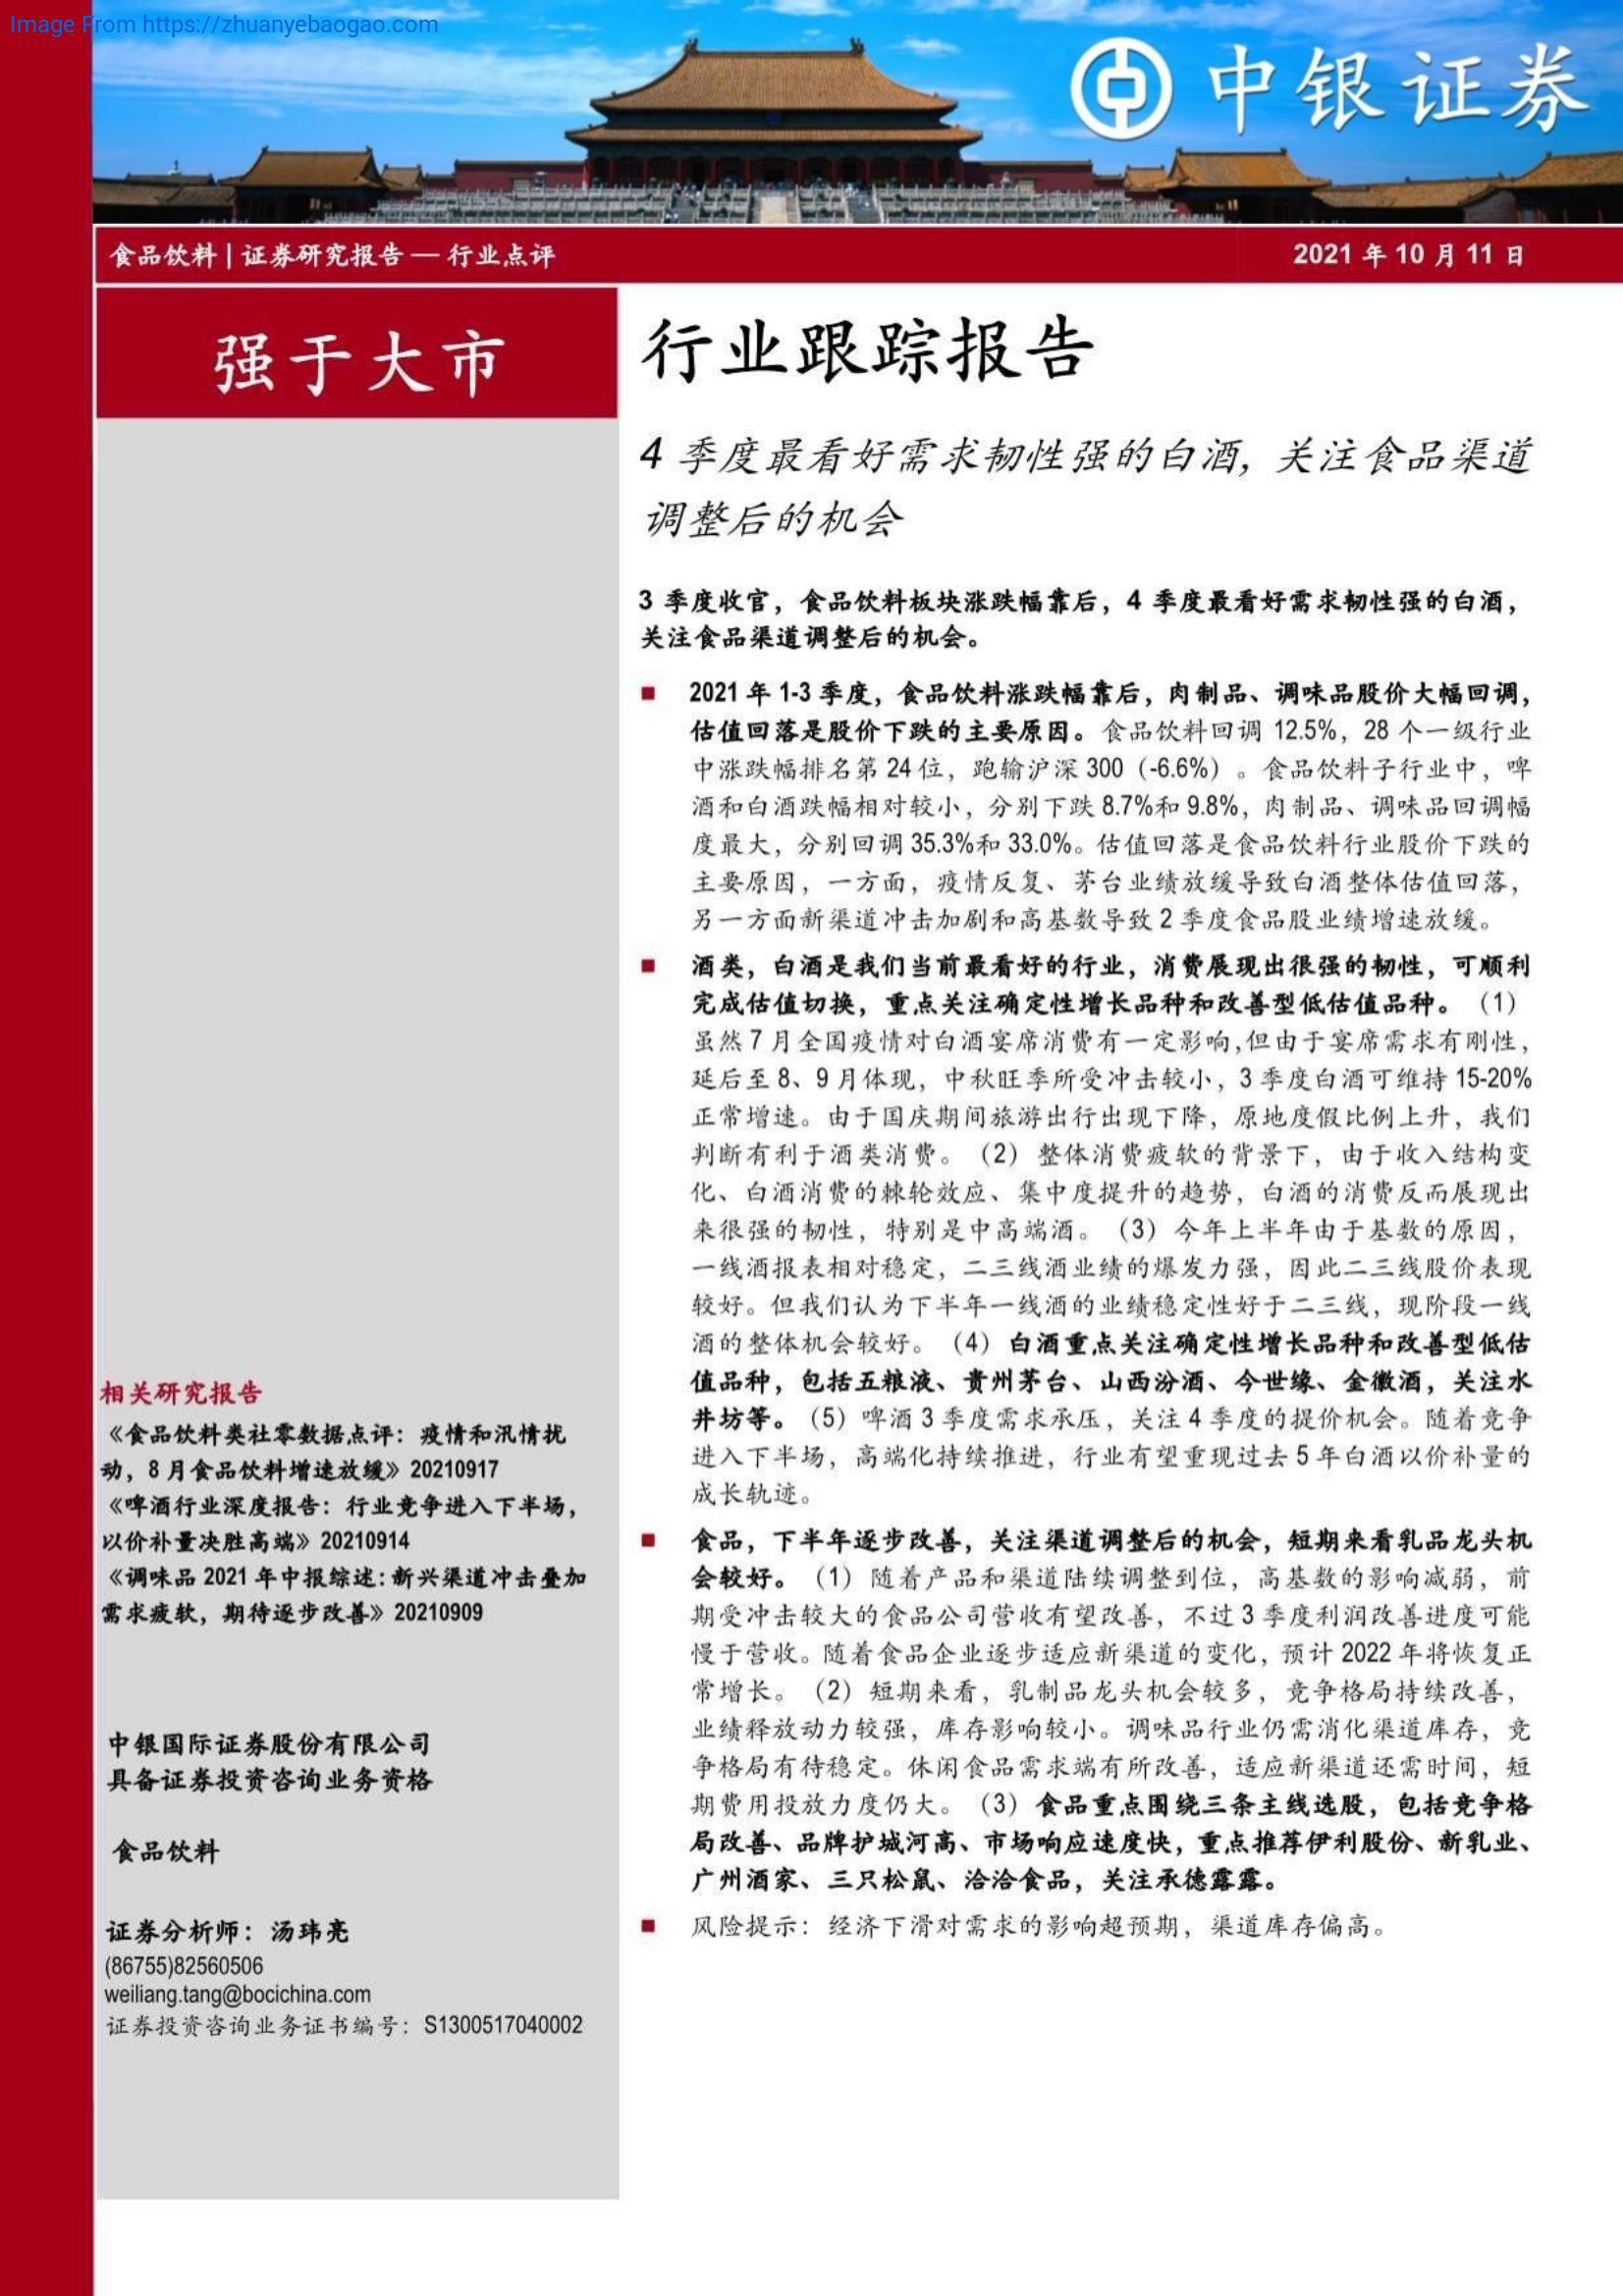 Image From https://zhuanyebaogao.com
中银证券
食品饮料 | 证券研究报告 — 行业点评
2021 年 10 月 11 日
强于大市
行业跟踪报告
4 季度最看好需求韧性强的白酒, 关注食品渠道
调整后的机会
3 季度收官，食品饮料板块涨跌幅靠后，4 季度最看好需求韧性强的白酒，
关注食品渠道调整后的机会。
■ 2021 年 1-3 季度，食品饮料涨跌幅靠后，肉制品、调味品股价大幅回调，
估值回落是股价下跌的主要原因。食品饮料回调 12.5%，28 个一级行业
中涨跌幅排名第 24 位，跑输沪深 300（-6.6%）。食品饮料子行业中，啤
酒和白酒跌幅相对较小，分别下跌 8.7%和 9.8%，肉制品、调味品回调幅
度最大，分别回调 35.3%和 33.0%。估值回落是食品饮料行业股价下跌的
主要原因，一方面，疫情反复、茅台业绩放缓导致白酒整体估值回落，
另一方面新渠道冲击加剧和高基数导致 2 季度食品股业绩增速放缓。
■ 酒类，白酒是我们当前最看好的行业，消费展现出很强的韧性，可顺利
完成估值切换，重点关注确定性增长品种和改善型低估值品种。（1）
虽然 7 月全国疫情对白酒宴席消费有一定影响,但由于宴席需求有刚性，
延后至 8、9 月体现，中秋旺季所受冲击较小，3 季度白酒可维持 15-20%
正常增速。由于国庆期间旅游出行出现下降，原地度假比例上升，我们
判断有利于酒类消费。（2）整体消费疲软的背景下，由于收入结构变
化、白酒消费的棘轮效应、集中度提升的趋势，白酒的消费反而展现出
来很强的韧性，特别是中高端酒。（3）今年上半年由于基数的原因，
一线酒报表相对稳定，二三线酒业绩的爆发力强，因此二三线股价表现
较好。但我们认为下半年一线酒的业绩稳定性好于二三线，现阶段一线
酒的整体机会较好。（4）白酒重点关注确定性增长品种和改善型低估
值品种，包括五粮液、贵州茅台、山西汾酒、今世缘、金徽酒，关注水
井坊等。（5）啤酒 3 季度需求承压，关注 4 季度的提价机会。随着竞争
进入下半场，高端化持续推进，行业有望重现过去 5 年白酒以价补量的
成长轨迹。
■ 食品，下半年逐步改善，关注渠道调整后的机会，短期来看乳品龙头机
会较好。（1）随着产品和渠道陆续调整到位，高基数的影响减弱，前
期受冲击较大的食品公司营收有望改善，不过 3 季度利润改善进度可能
慢于营收。随着食品企业逐步适应新渠道的变化，预计 2022 年将恢复正
常增长。（2）短期来看，乳制品龙头机会较多，竞争格局持续改善，
业绩释放动力较强，库存影响较小。调味品行业仍需消化渠道库存，竞
争格局有待稳定。休闲食品需求端有所改善，适应新渠道还需时间，短
期费用投放力度仍大。（3）食品重点围绕三条主线选股，包括竞争格
局改善、品牌护城河高、市场响应速度快，重点推荐伊利股份、新乳业、
广州酒家、三只松鼠、洽洽食品，关注承德露露。
■ 风险提示：经济下滑对需求的影响超预期，渠道库存偏高。
相关研究报告
《食品饮料类社零数据点评：疫情和汛情扰
动，8 月食品饮料增速放缓》20210917
《啤酒行业深度报告：行业竞争进入下半场，
以价补量决胜高端》20210914
《调味品 2021 年中报综述:新兴渠道冲击叠加
需求疲软，期待逐步改善》20210909
中银国际证券股份有限公司
具备证券投资咨询业务资格
食品饮料
证券分析师：汤玮亮
(86755)82560506
weiliang.tang@bocichina.com
证券投资咨询业务证书编号：S1300517040002